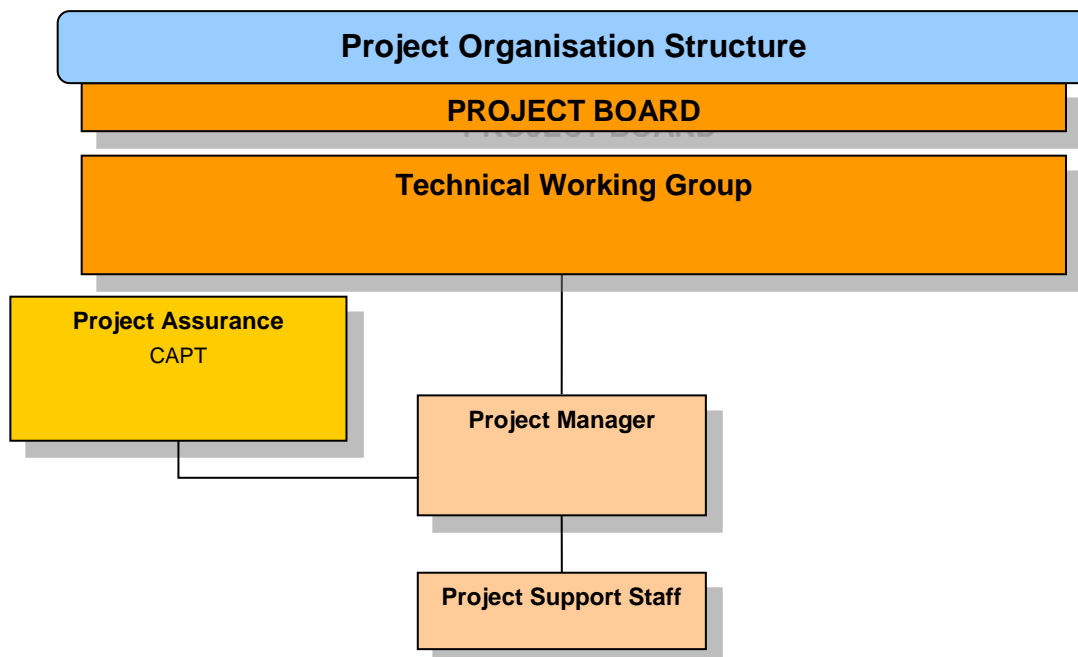 Project Organisation Structure
PROJECT BOARD
Technical Working Group
Project Assurance
CAPT
Project Manager
Project Support Staff